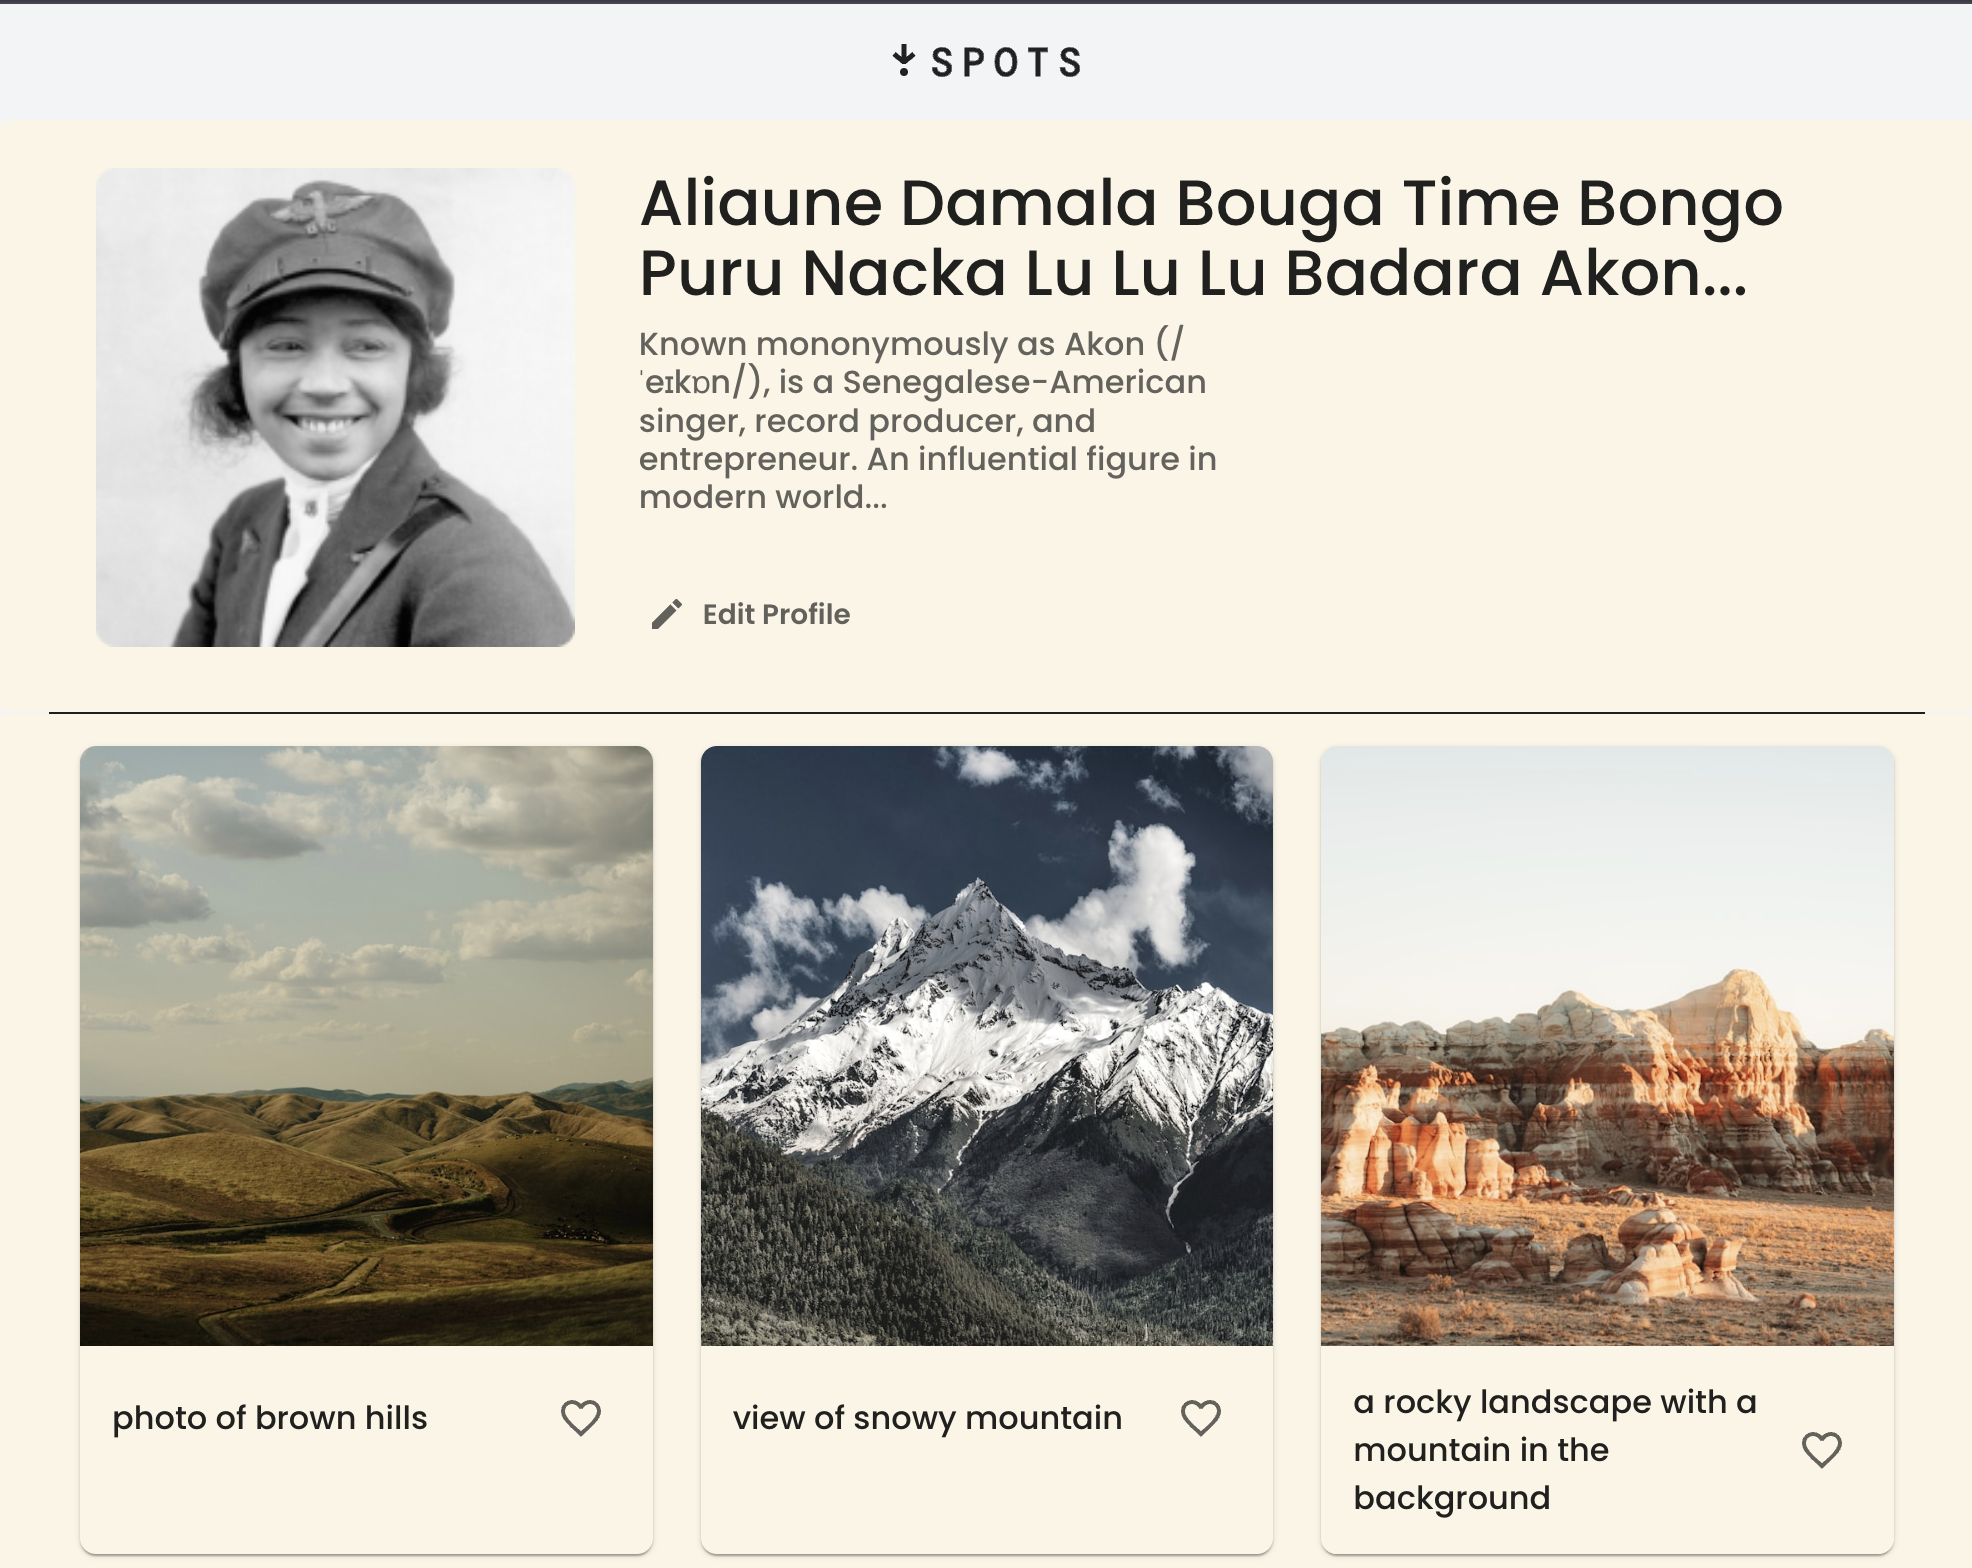 SPOTS
Aliaune Damala Bouga Time Bongo
Puru Nacka Lu Lu Lu Badara Akon...
Known mononymously as Akon (/
ˈeɪkɒn/), is a Senegalese-American
singer, record producer, and
entrepreneur. An influential figure in
modern world...
Edit Profile
photo of brown hills
view of snowy mountain
a rocky landscape with a
mountain in the
background